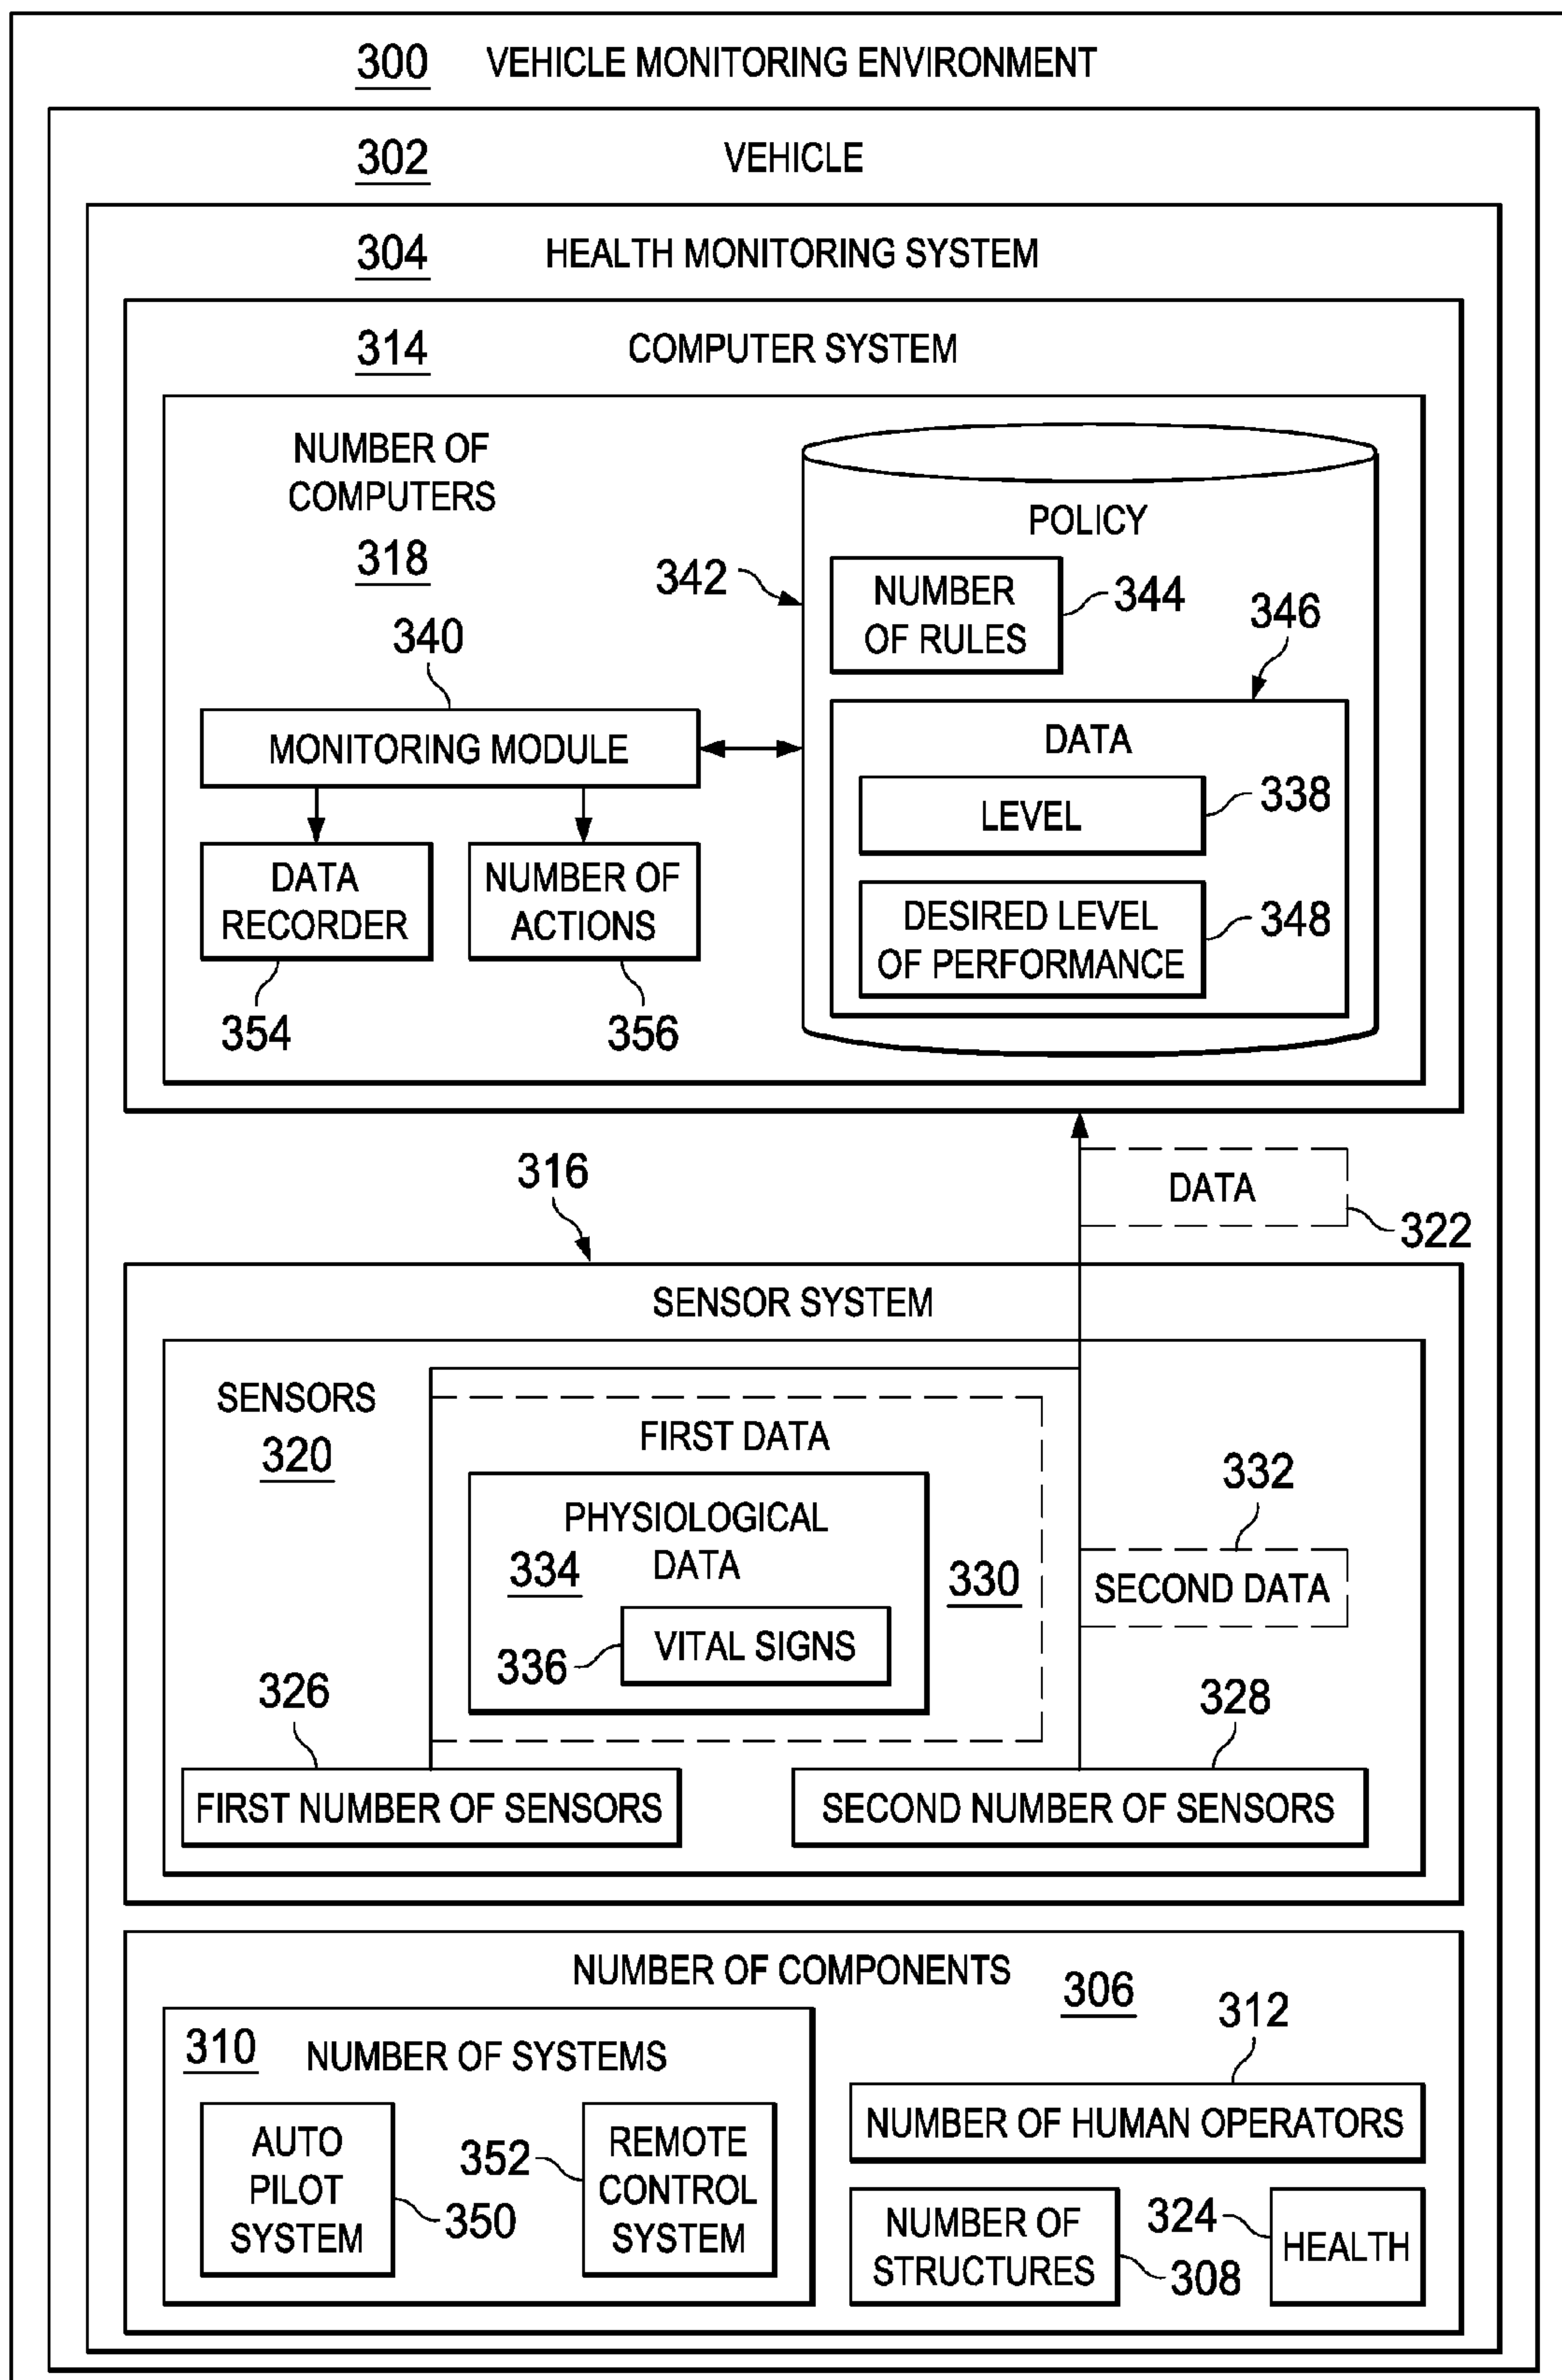 300 VEHICLE MONITORING ENVIRONMENT
302 VEHICLE
304 HEALTH MONITORING SYSTEM
314 COMPUTER SYSTEM
NUMBER OF
COMPUTERS
318
340
MONITORING MODULE
DATA
RECORDER
354
NUMBER OF
ACTIONS
356
342
POLICY
NUMBER
OF RULES
344
346
DATA
LEVEL
338
DESIRED LEVEL
OF PERFORMANCE
348
DATA
322
316
SENSOR SYSTEM
SENSORS
320
FIRST DATA
330
PHYSIOLOGICAL
DATA
334
VITAL SIGNS
336
332
SECOND DATA
326
FIRST NUMBER OF SENSORS
328
SECOND NUMBER OF SENSORS
NUMBER OF COMPONENTS
306
310 NUMBER OF SYSTEMS
AUTO
PILOT
SYSTEM
350
352
REMOTE
CONTROL
SYSTEM
312
NUMBER OF HUMAN OPERATORS
NUMBER OF
STRUCTURES
308
324
HEALTH